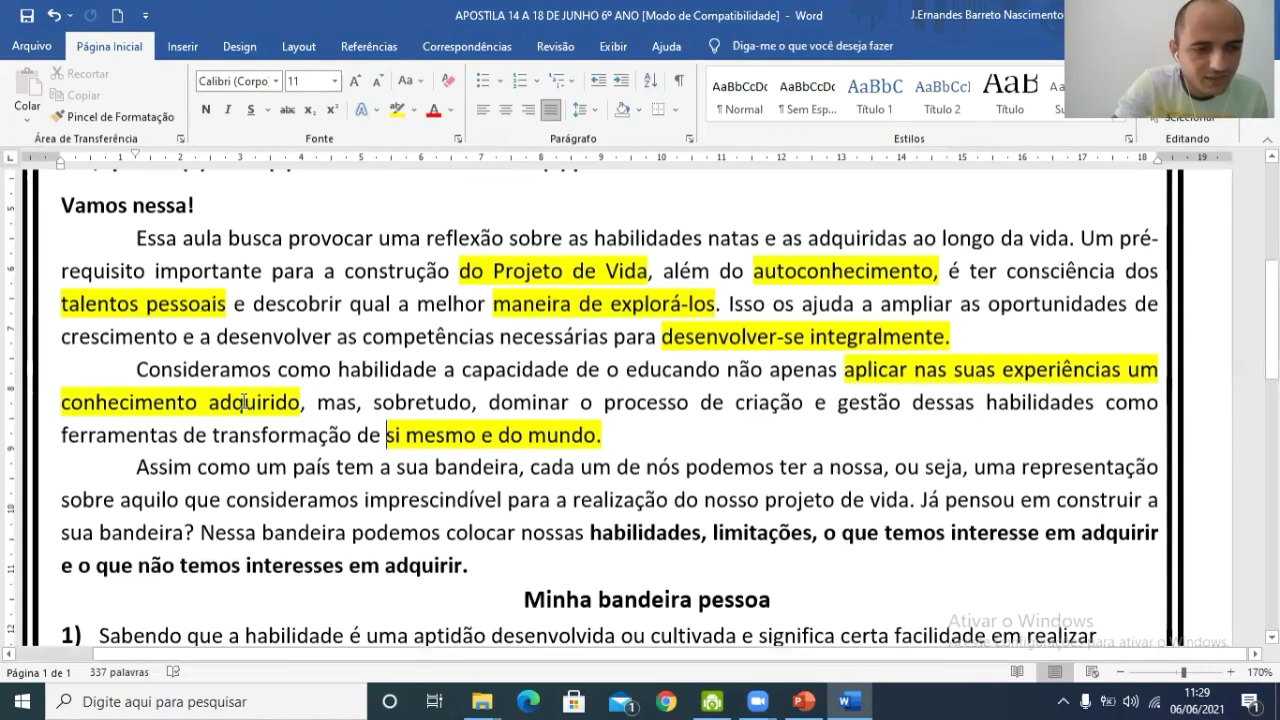 APOSTILA 14 A 18 DE JUNHO 6º ANO [Modo de Compatibilidade] - Word
J.Ernandes Barreto Nascimento
Arquivo Página Inicial Inserir Design Layout Referências Correspondências Revisão Exibir Ajuda Diga-me o que você deseja fazer
Colar
Recortar
Copiar
Pincel de Formatação
Área de Transferência
Calibri (Corpo 11
N I S abc x₂ x²
Fonte
Parágrafo
AaBbCcDc AaBbCcDc AaBbC AaBbCcI AaB
¶ Normal ¶ Sem Esp... Título 1 Título 2 Título
Estilos
Selecionar
Editando
Vamos nessa!
Essa aula busca provocar uma reflexão sobre as habilidades natas e as adquiridas ao longo da vida. Um pré-
requisito importante para a construção do Projeto de Vida, além do autoconhecimento, é ter consciência dos
talentos pessoais e descobrir qual a melhor maneira de explorá-los. Isso os ajuda a ampliar as oportunidades de
crescimento e a desenvolver as competências necessárias para desenvolver-se integralmente.
Consideramos como habilidade a capacidade de o educando não apenas aplicar nas suas experiências um
conhecimento adquirido, mas, sobretudo, dominar o processo de criação e gestão dessas habilidades como
ferramentas de transformação de si mesmo e do mundo.
Assim como um país tem a sua bandeira, cada um de nós podemos ter a nossa, ou seja, uma representação
sobre aquilo que consideramos imprescindível para a realização do nosso projeto de vida. Já pensou em construir a
sua bandeira? Nessa bandeira podemos colocar nossas habilidades, limitações, o que temos interesse em adquirir
e o que não temos interesses em adquirir.
Minha bandeira pessoa
1) Sabendo que a habilidade é uma aptidão desenvolvida ou cultivada e significa certa facilidade em realizar
Ativar o Windows
Acesse Configurações para ativar o Windows.
Página 1 de 1 337 palavras
170%
Digite aqui para pesquisar
11:29
06/06/2021